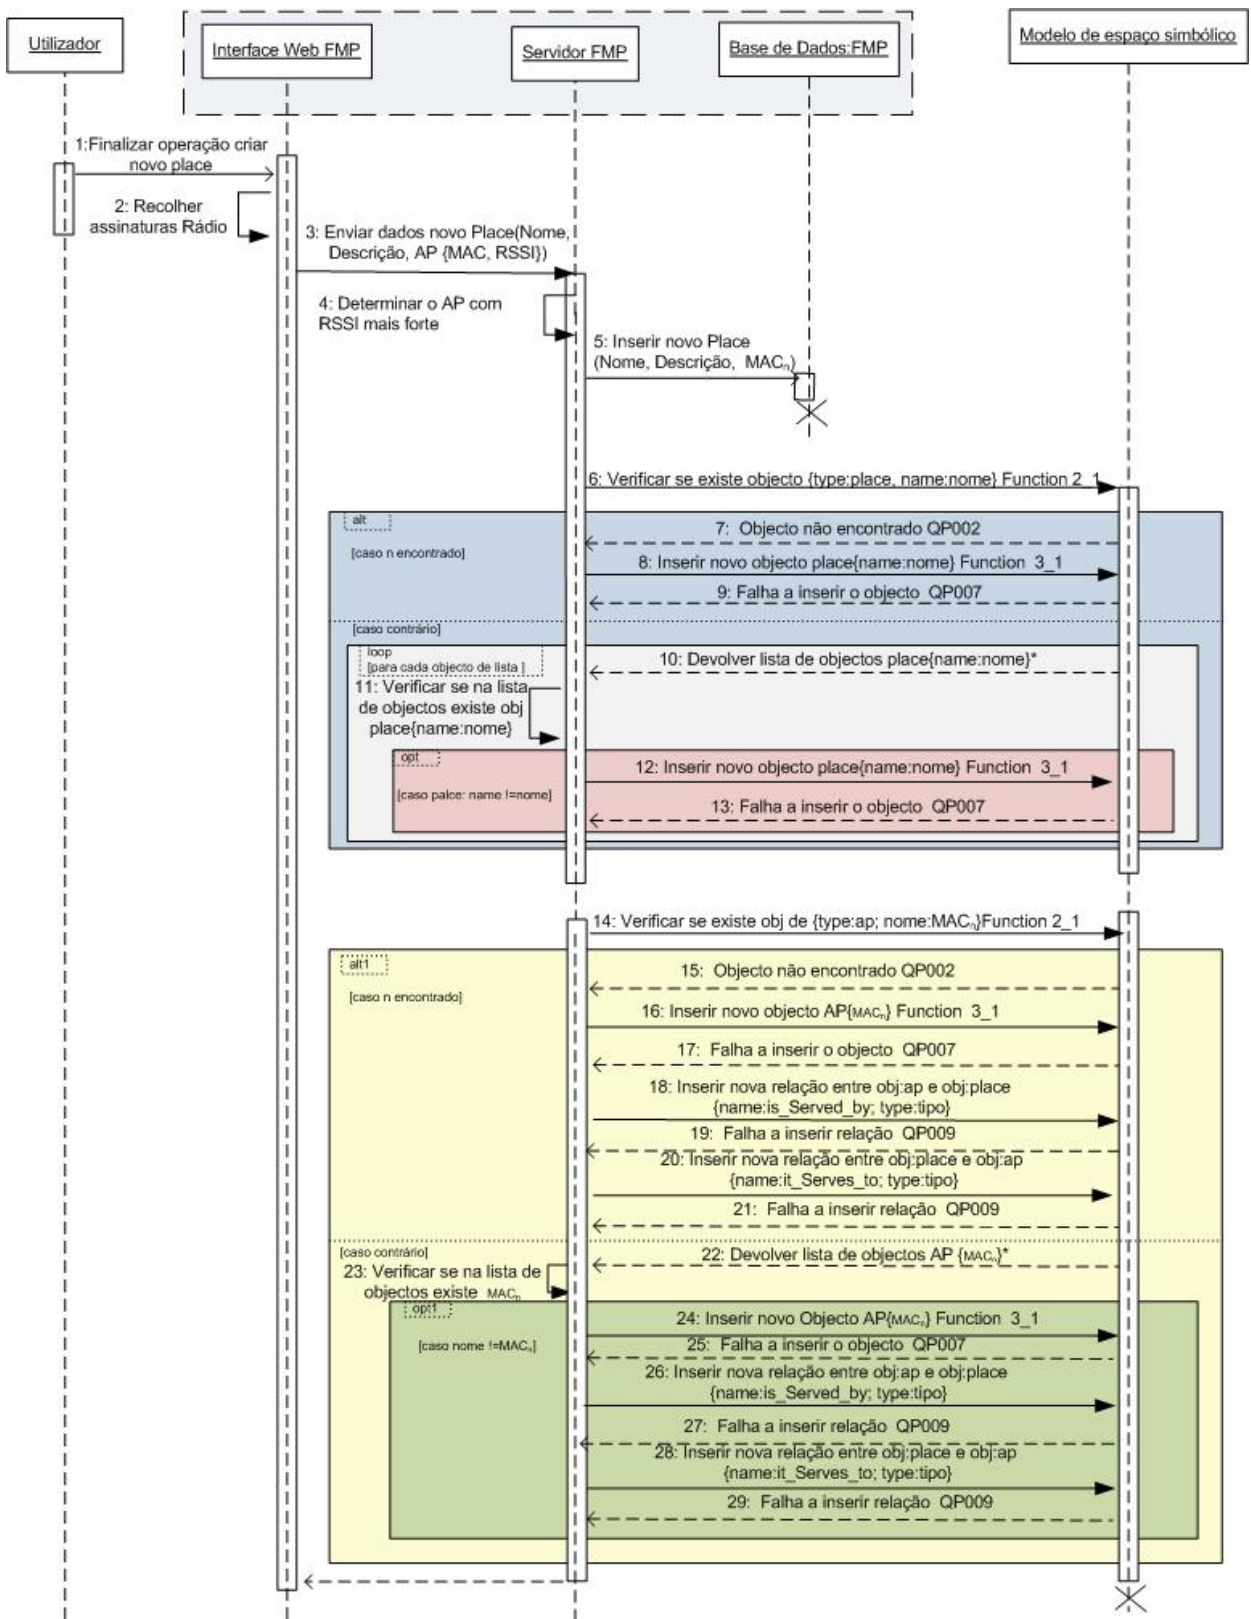 Utilizador
Interface Web FMP
Servidor FMP
Base de Dados:FMP
Modelo de espaço simbólico
1:Finalizar operação criar
novo place
2: Recolher
assinaturas Rádio
3: Enviar dados novo Place(Nome,
Descrição, AP {MAC, RSSI})
4: Determinar o AP com
RSSI mais forte
5: Inserir novo Place
(Nome, Descrição, MACₙ)
6: Verificar se existe objecto {type:place, name:nome} Function 2_1
alt
[caso n encontrado]
7: Objecto não encontrado QP002
8: Inserir novo objecto place{name:nome} Function 3_1
9: Falha a inserir o objecto QP007
[caso contrário]
loop
[para cada objecto de lista ]
10: Devolver lista de objectos place{name:nome}*
11: Verificar se na lista
de objectos existe obj
place{name:nome}
opt
[caso palce: name !=nome]
12: Inserir novo objecto place{name:nome} Function 3_1
13: Falha a inserir o objecto QP007
14: Verificar se existe obj de {type:ap; nome:MACₙ}Function 2_1
alt1
[caso n encontrado]
15: Objecto não encontrado QP002
16: Inserir novo objecto AP{MACₙ} Function 3_1
17: Falha a inserir o objecto QP007
18: Inserir nova relação entre obj:ap e obj:place
{name:is_Served_by; type:tipo}
19: Falha a inserir relação QP009
20: Inserir nova relação entre obj:place e obj:ap
{name:it_Serves_to; type:tipo}
21: Falha a inserir relação QP009
[caso contrário]
22: Devolver lista de objectos AP {MACₙ}*
23: Verificar se na lista de
objectos existe MACₙ
opt1
[caso nome !=MACₙ]
24: Inserir novo Objecto AP{MACₙ} Function 3_1
25: Falha a inserir o objecto QP007
26: Inserir nova relação entre obj:ap e obj:place
{name:is_Served_by; type:tipo}
27: Falha a inserir relação QP009
28: Inserir nova relação entre obj:place e obj:ap
{name:it_Serves_to; type:tipo}
29: Falha a inserir relação QP009